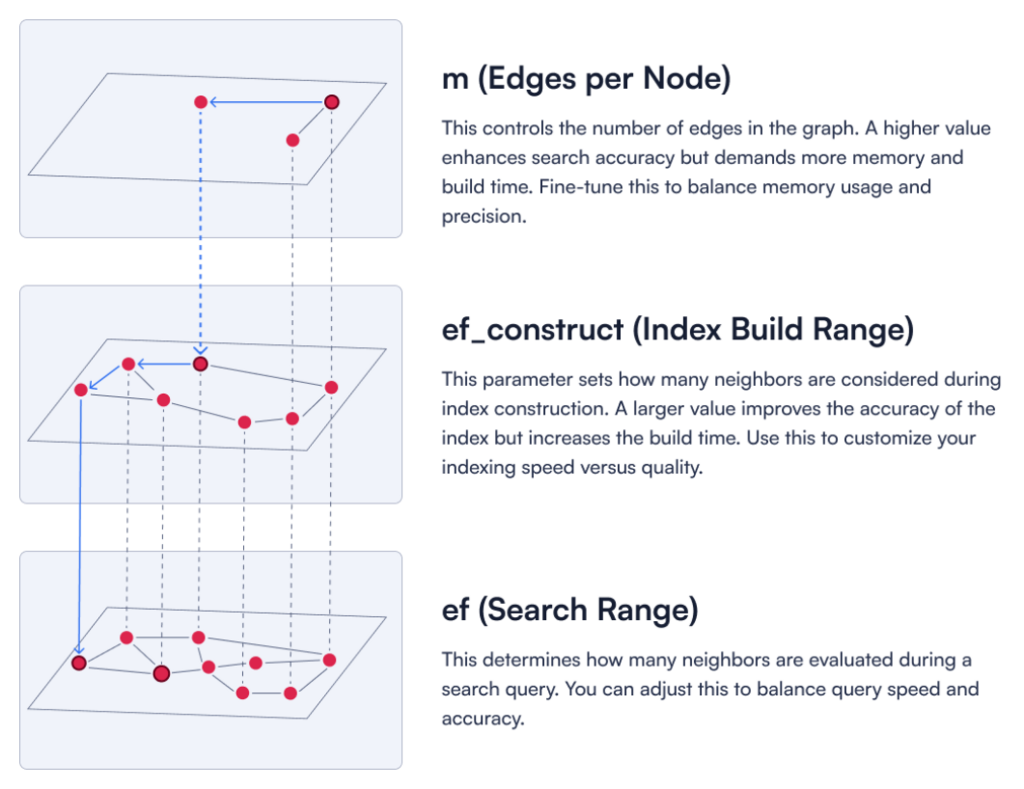 m (Edges per Node)
This controls the number of edges in the graph. A higher value
enhances search accuracy but demands more memory and
build time. Fine-tune this to balance memory usage and
precision.
ef_construct (Index Build Range)
This parameter sets how many neighbors are considered during
index construction. A larger value improves the accuracy of the
index but increases the build time. Use this to customize your
indexing speed versus quality.
ef (Search Range)
This determines how many neighbors are evaluated during a
search query. You can adjust this to balance query speed and
accuracy.